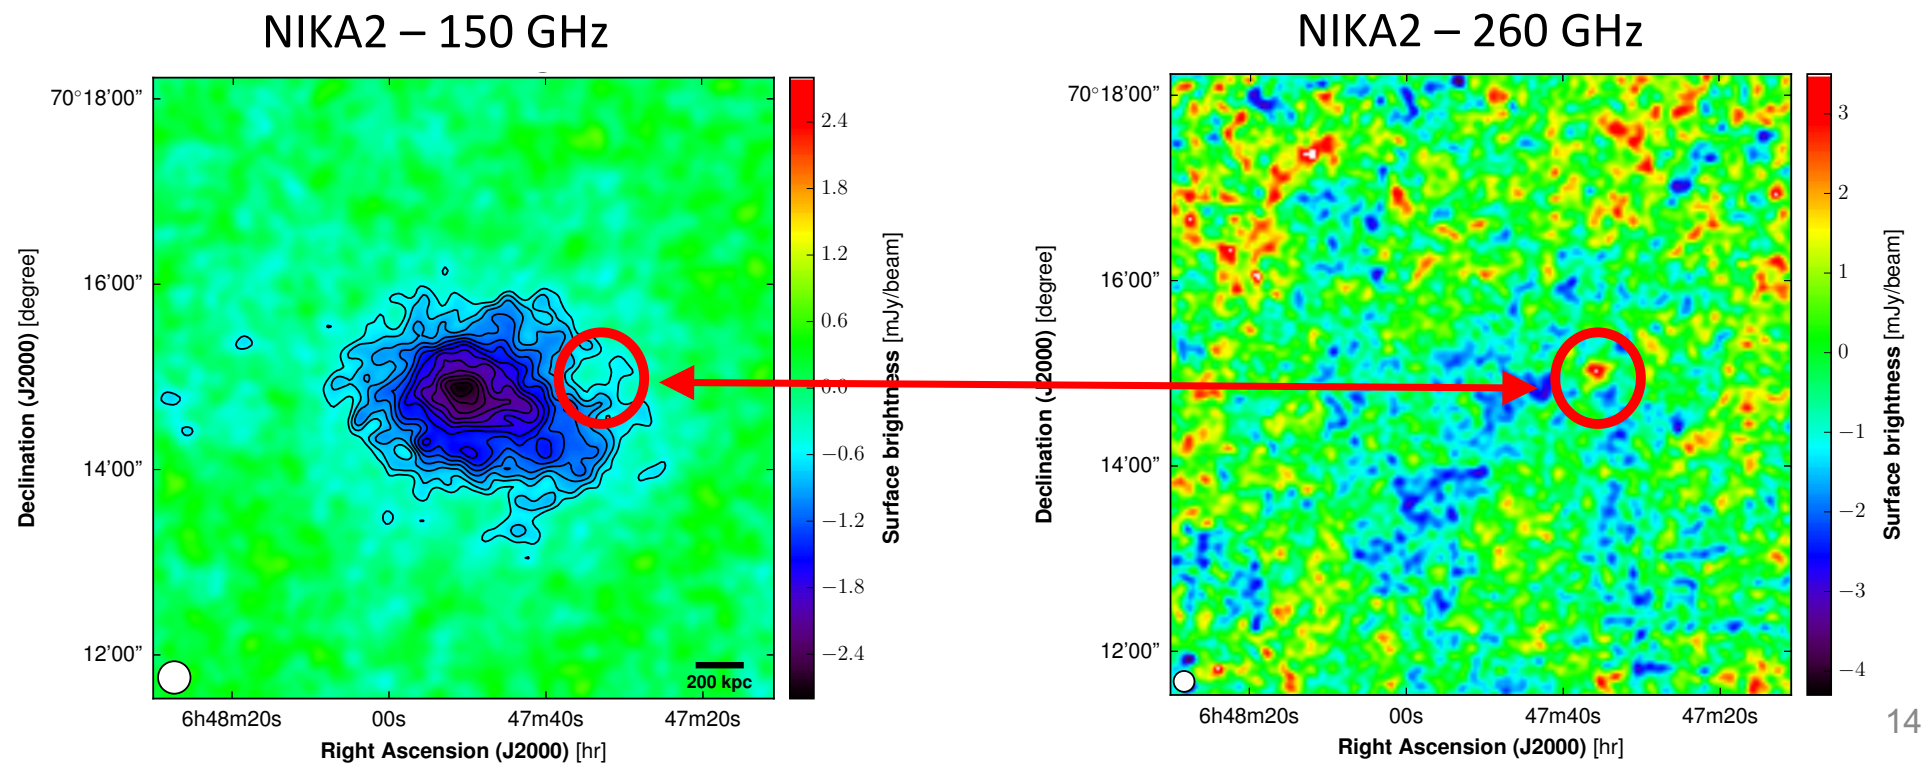 NIKA2 – 150 GHz
70°18'00”
16'00”
14'00”
12'00”
Declination (J2000) [degree]
6h48m20s
00s
47m40s
47m20s
Right Ascension (J2000) [hr]
200 kpc
2.4
1.8
1.2
0.6
0.0
−0.6
−1.2
−1.8
−2.4
Surface brightness [mJy/beam]
NIKA2 – 260 GHz
70°18'00”
16'00”
14'00”
12'00”
Declination (J2000) [degree]
6h48m20s
00s
47m40s
47m20s
Right Ascension (J2000) [hr]
3
2
1
0
−1
−2
−3
−4
Surface brightness [mJy/beam]
14